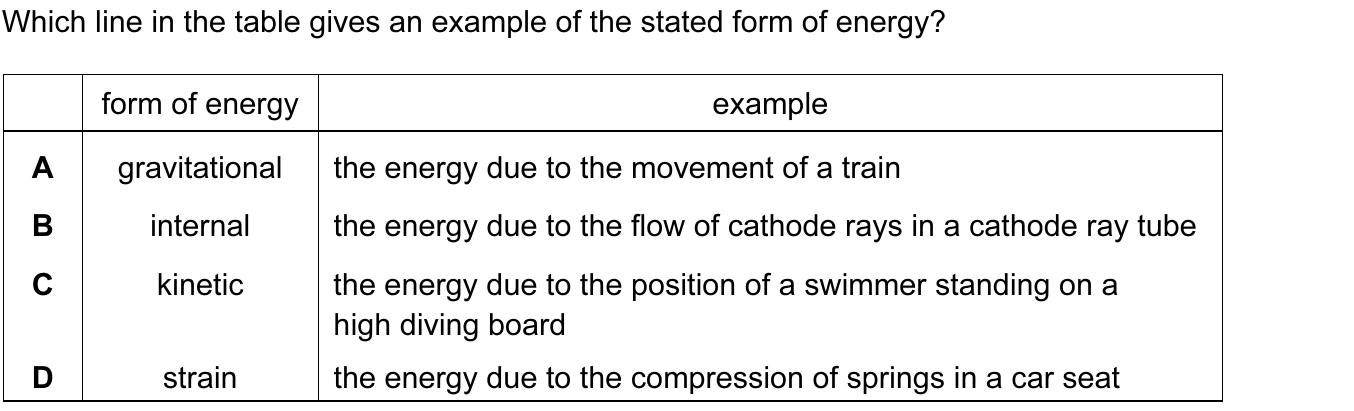 Which line in the table gives an example of the stated form of energy?
form of energy example
A gravitational the energy due to the movement of a train
B internal the energy due to the flow of cathode rays in a cathode ray tube
C kinetic the energy due to the position of a swimmer standing on a
high diving board
D strain the energy due to the compression of springs in a car seat